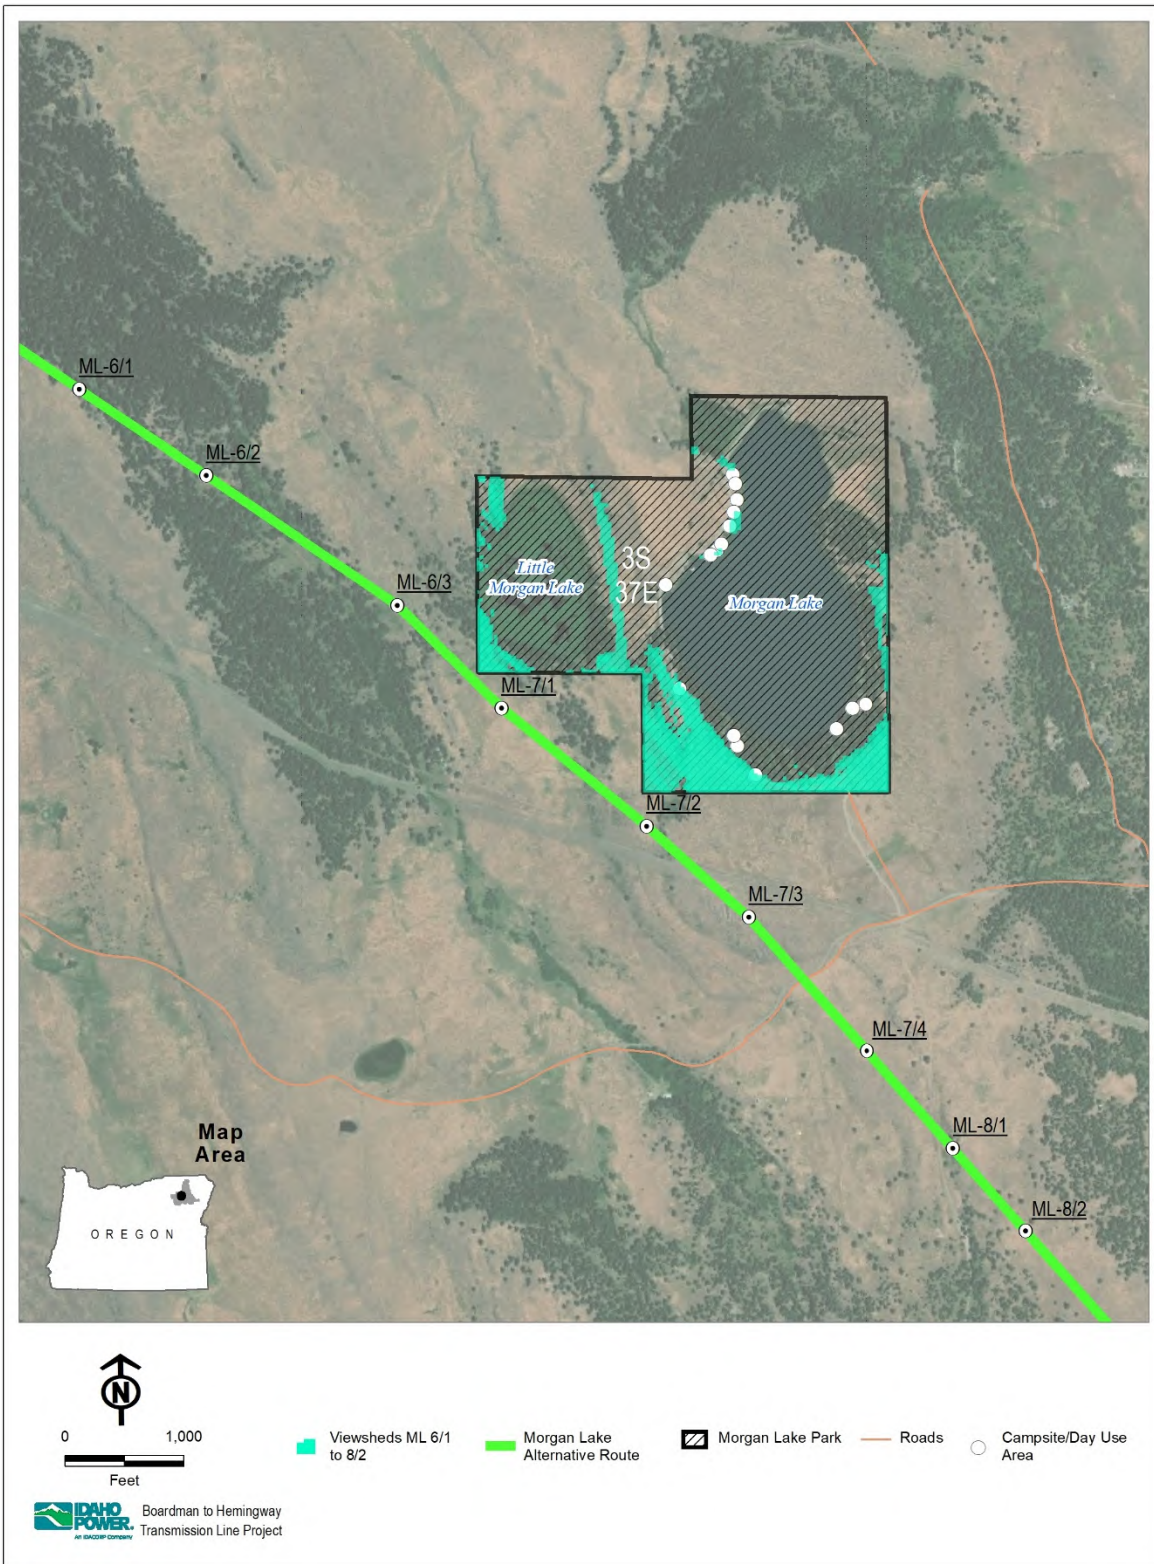 ML-6/1
ML-6/2
ML-6/3
3S
37E
Little
Morgan Lake
Morgan Lake
ML-7/1
ML-7/2
ML-7/3
ML-7/4
ML-8/1
ML-8/2
Map
Area
OREGON
N
0 1,000
Feet
Viewsheds ML 6/1
to 8/2
Morgan Lake
Alternative Route
Morgan Lake Park
Roads
Campsite/Day Use
Area
IDAHO
POWER.
An IDACORP Company
Boardman to Hemingway
Transmission Line Project